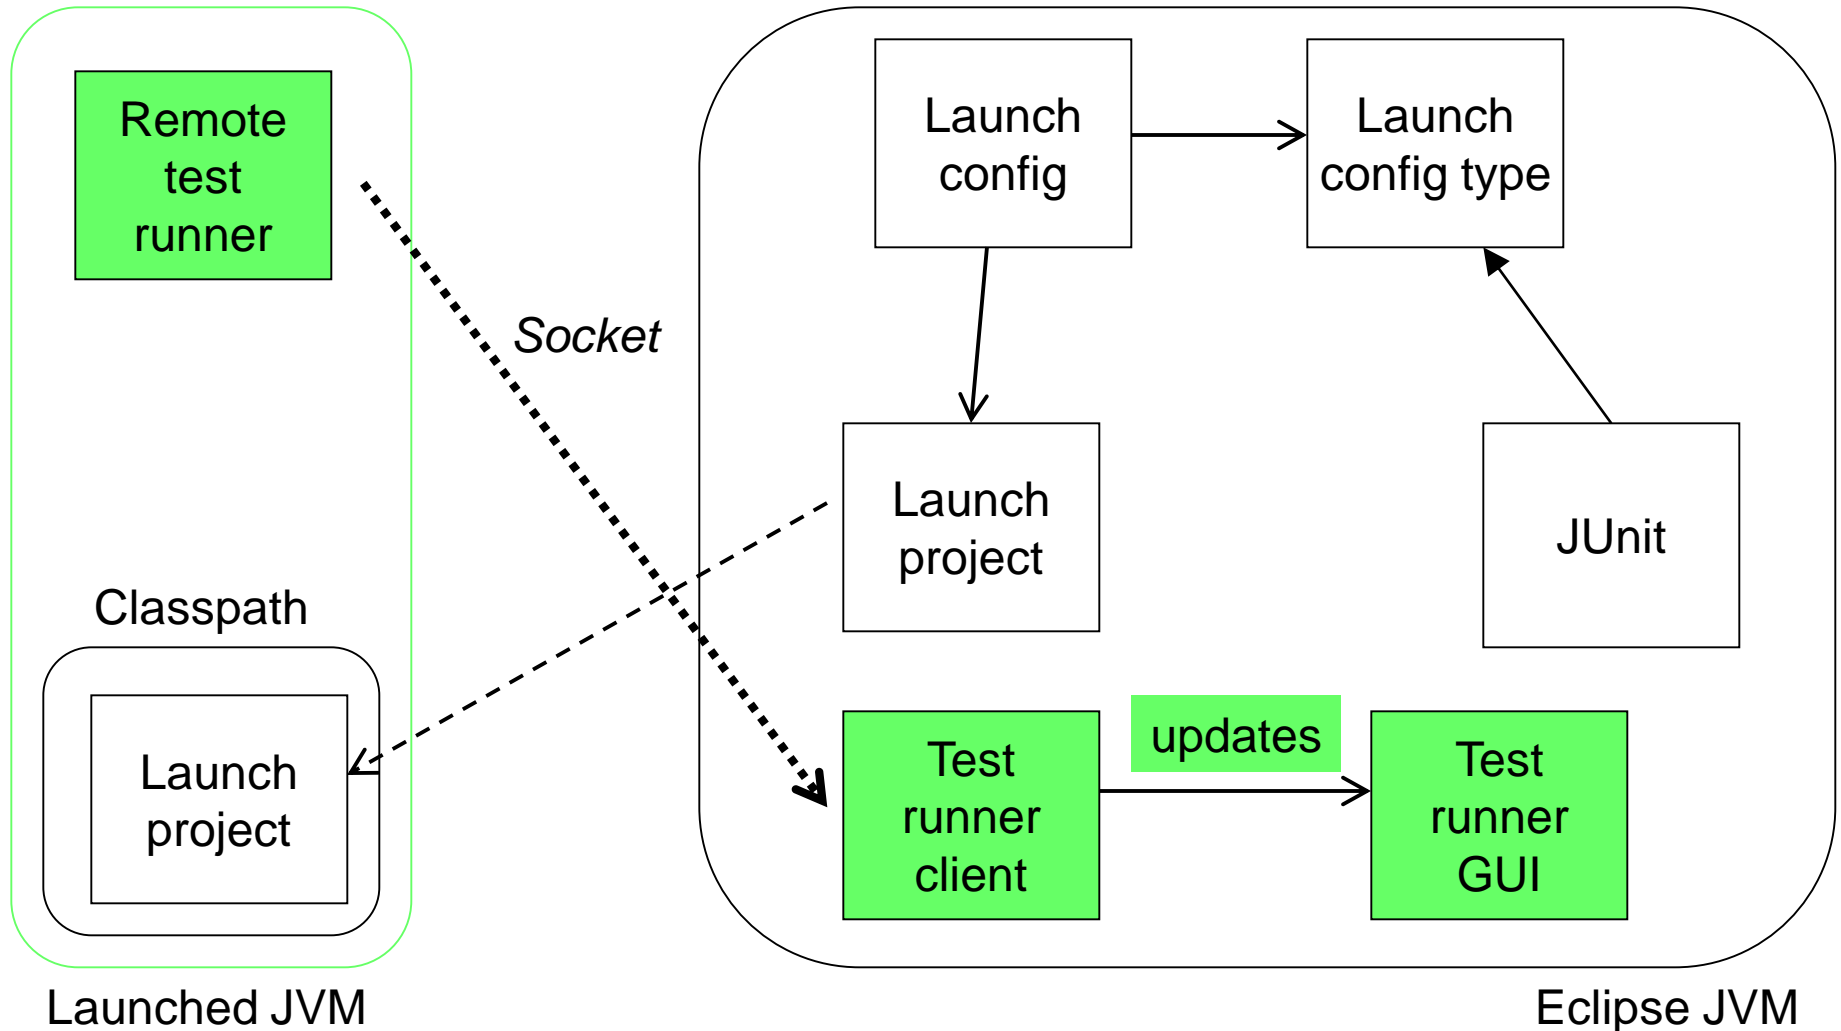 Remote
test
runner
Socket
Classpath
Launch
project
Launched JVM
Launch
config
Launch
config type
Launch
project
JUnit
Test
runner
client
updates
Test
runner
GUI
Eclipse JVM